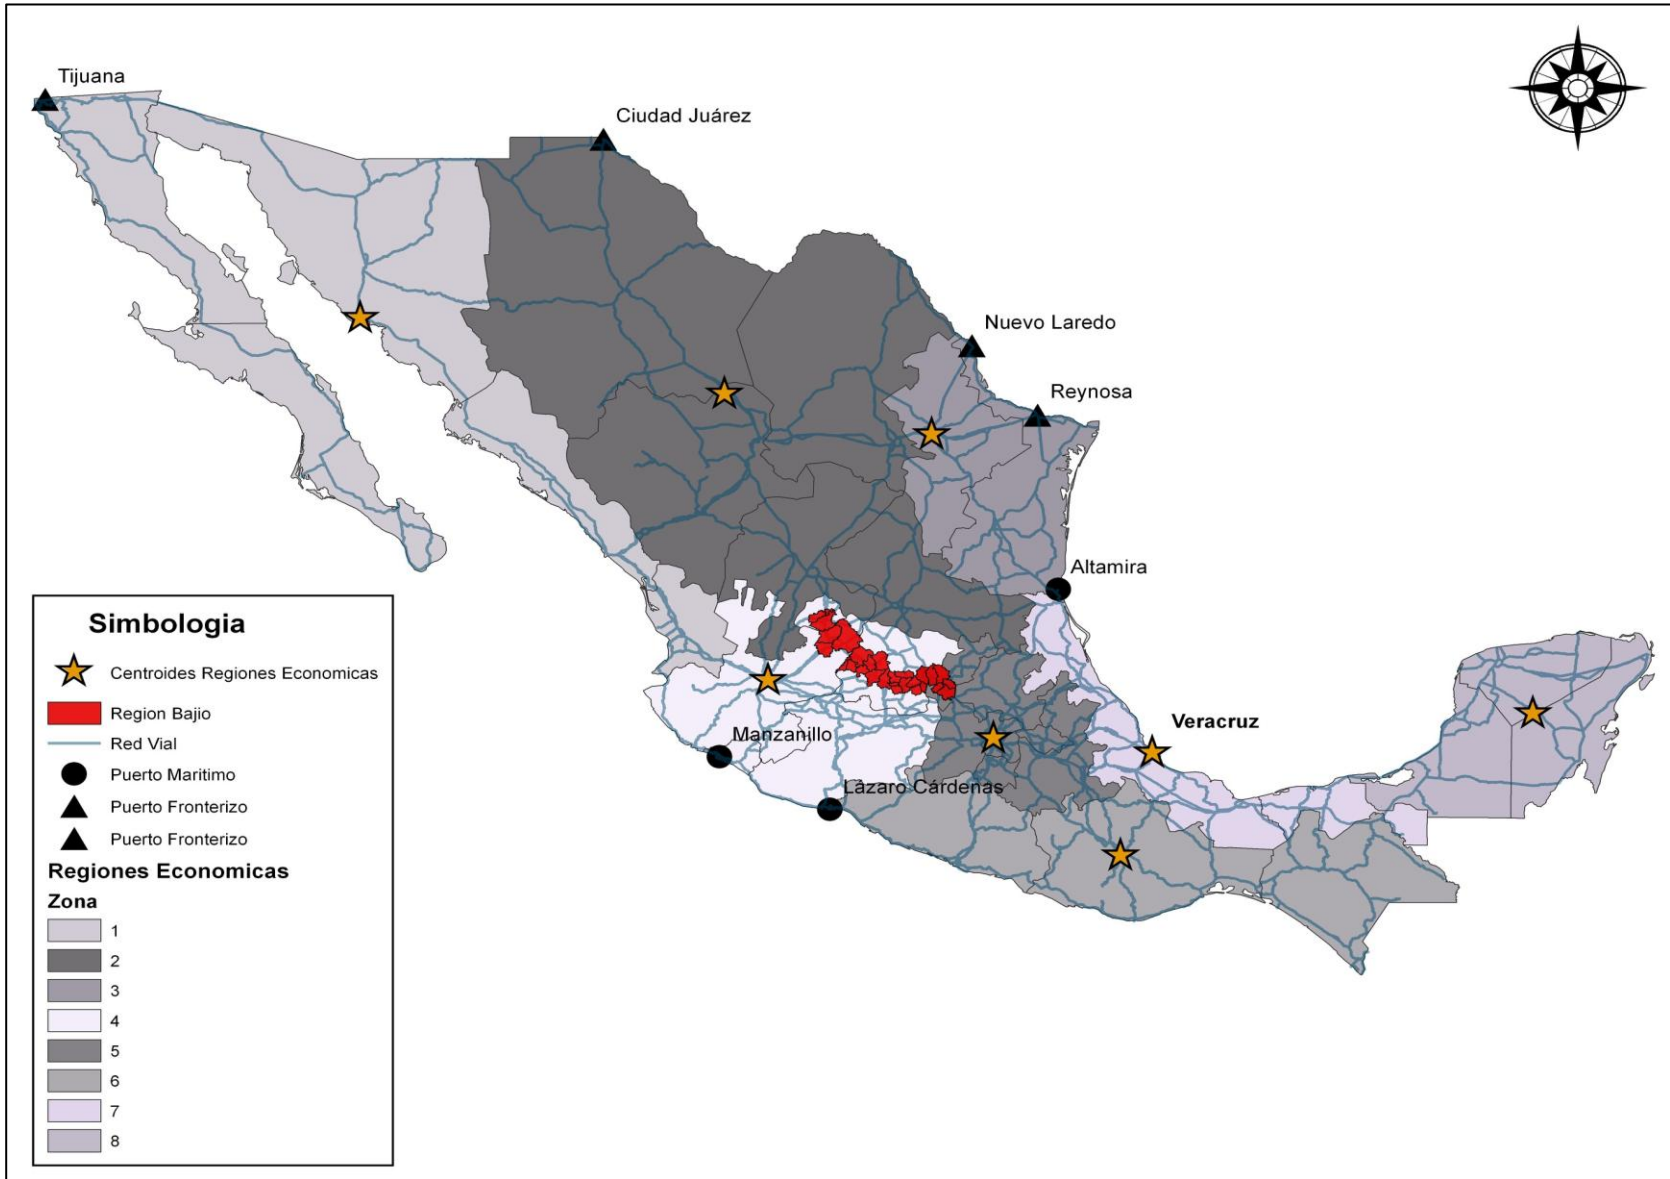 Tijuana
Ciudad Juárez
Nuevo Laredo
Reynosa
Altamira
Manzanillo
Veracruz
Lázaro Cárdenas
Simbologia
Centroides Regiones Economicas
Region Bajio
Red Vial
Puerto Maritimo
Puerto Fronterizo
Puerto Fronterizo
Regiones Economicas
Zona
1
2
3
4
5
6
7
8